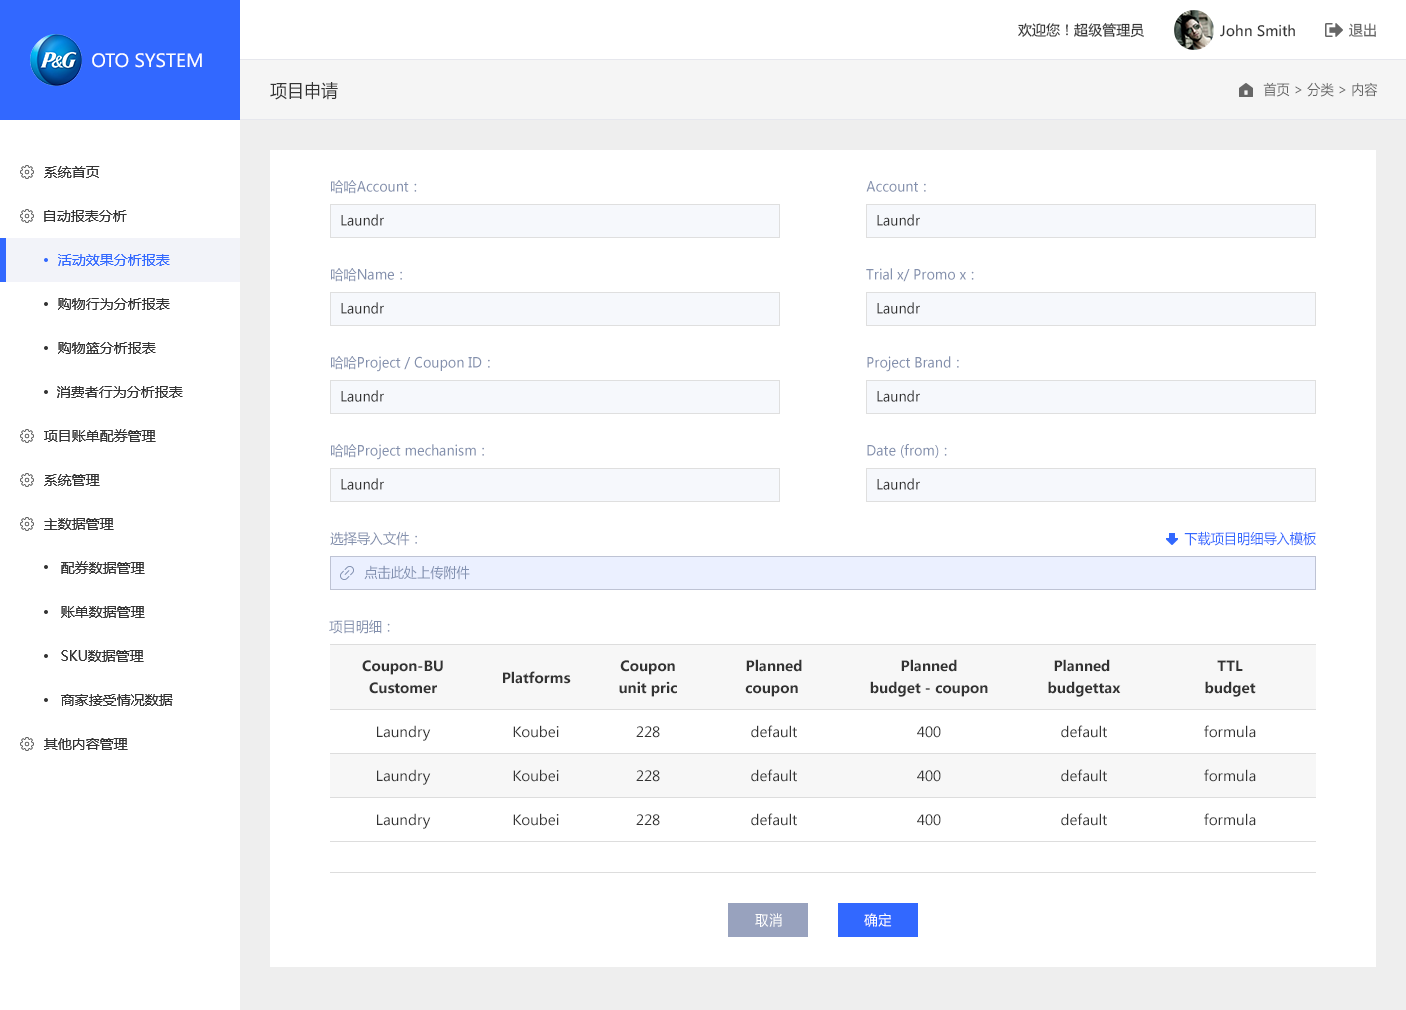 P&G OTO SYSTEM
欢迎您！超级管理员 John Smith 退出
项目申请
首页 > 分类 > 内容
系统首页
自动报表分析
• 活动效果分析报表
• 购物行为分析报表
• 购物篮分析报表
• 消费者行为分析报表
项目账单配券管理
系统管理
主数据管理
• 配券数据管理
• 账单数据管理
• SKU数据管理
• 商家接受情况数据
其他内容管理
哈哈Account : Account :
Laundr Laundr
哈哈Name : Trial x/ Promo x :
Laundr Laundr
哈哈Project / Coupon ID : Project Brand :
Laundr Laundr
哈哈Project mechanism : Date (from) :
Laundr Laundr
选择导入文件 : 下载项目明细导入模板
点击此处上传附件
项目明细 :
Coupon-BU Customer Platforms Coupon unit pric Planned coupon Planned budget - coupon Planned budgettax TTL budget
Laundry Koubei 228 default 400 default formula
Laundry Koubei 228 default 400 default formula
Laundry Koubei 228 default 400 default formula
取消 确定